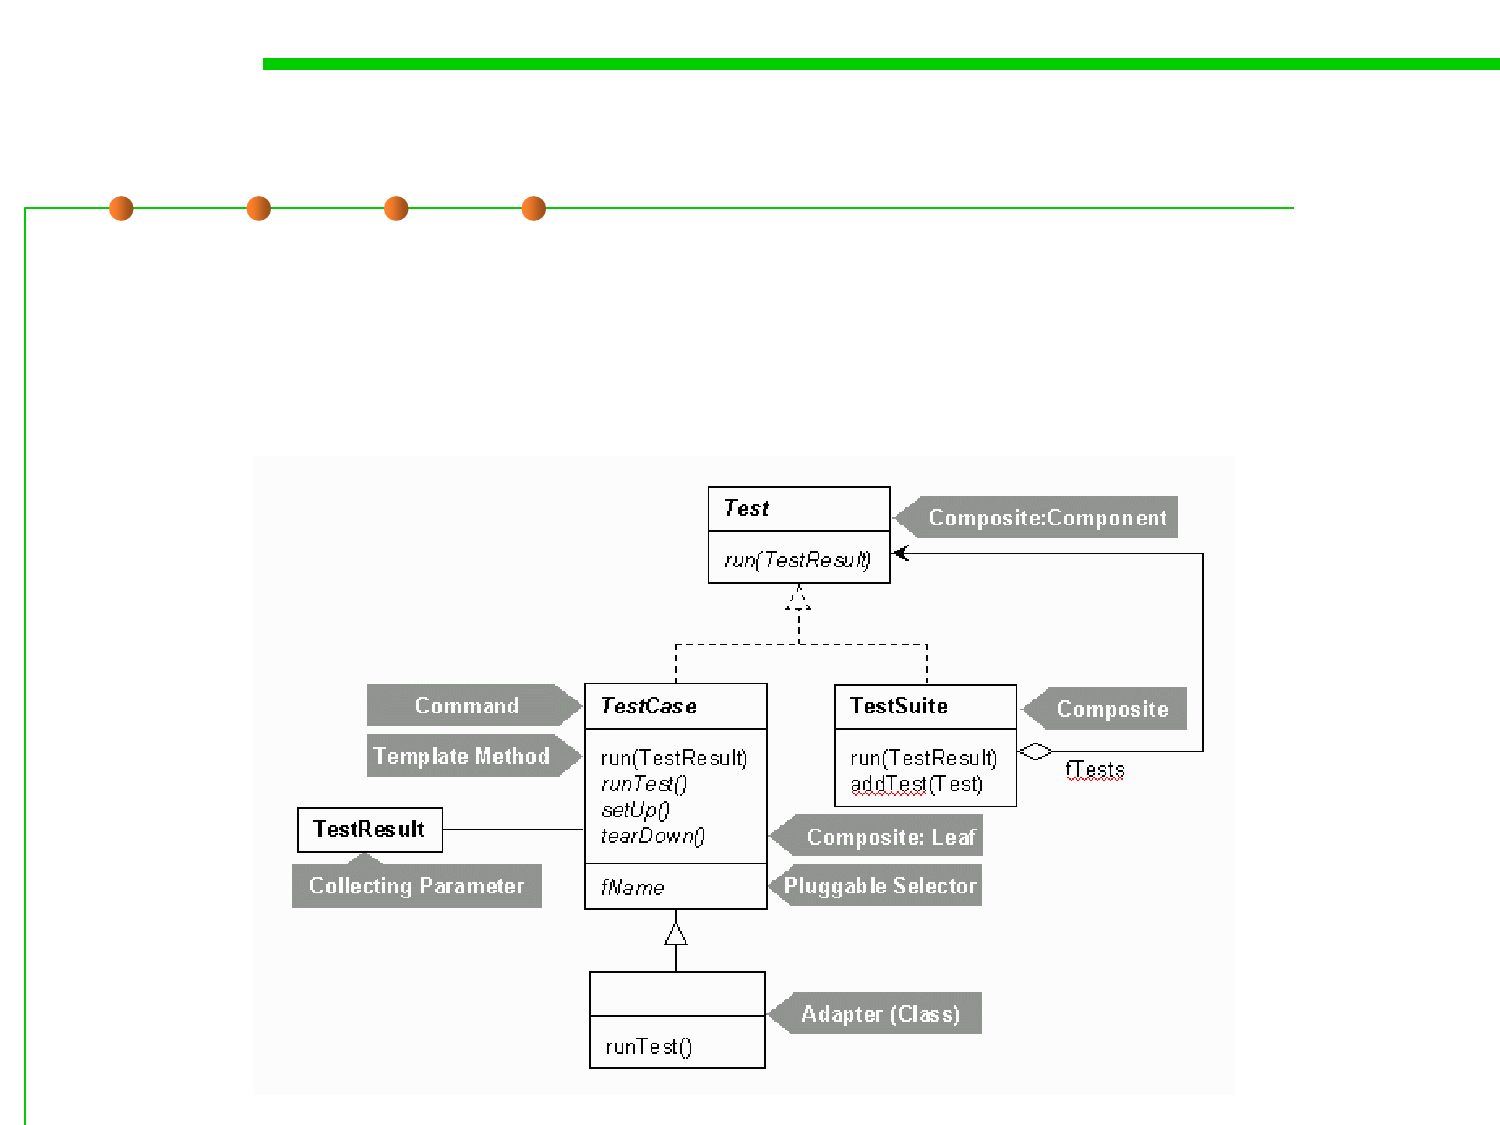 Test
Composite:Component
run(TestResult)
Command
TestCase
TestSuite
Composite
Template Method
run(TestResult)
runTest()
setUp()
tearDown()
run(TestResult)
addTest(Test)
fTests
TestResult
Composite: Leaf
Collecting Parameter
fName
Pluggable Selector
Adapter (Class)
runTest()